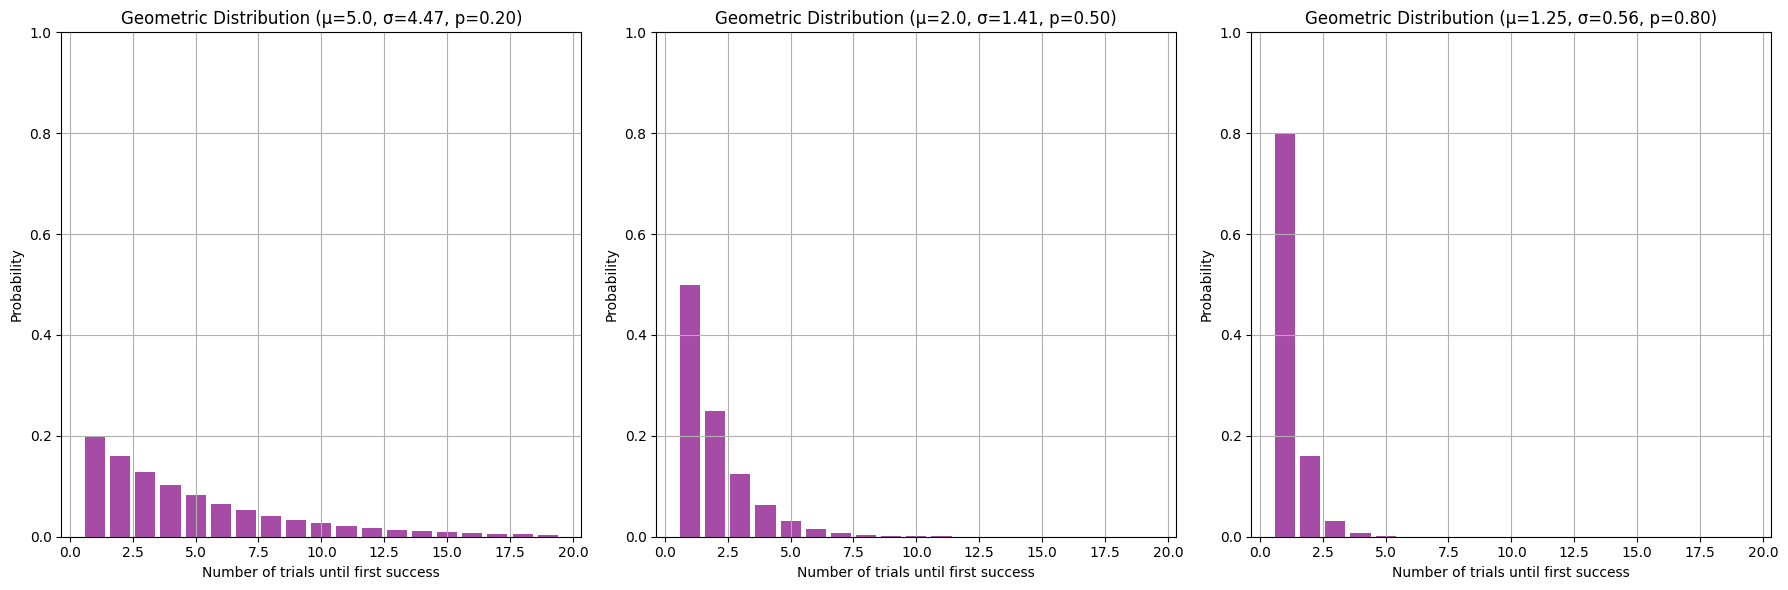 Geometric Distribution (μ=5.0, σ=4.47, p=0.20)
1.0
0.8
0.6
0.4
0.2
0.0
Probability
0.0 2.5 5.0 7.5 10.0 12.5 15.0 17.5 20.0
Number of trials until first success
Geometric Distribution (μ=2.0, σ=1.41, p=0.50)
1.0
0.8
0.6
0.4
0.2
0.0
Probability
0.0 2.5 5.0 7.5 10.0 12.5 15.0 17.5 20.0
Number of trials until first success
Geometric Distribution (μ=1.25, σ=0.56, p=0.80)
1.0
0.8
0.6
0.4
0.2
0.0
Probability
0.0 2.5 5.0 7.5 10.0 12.5 15.0 17.5 20.0
Number of trials until first success